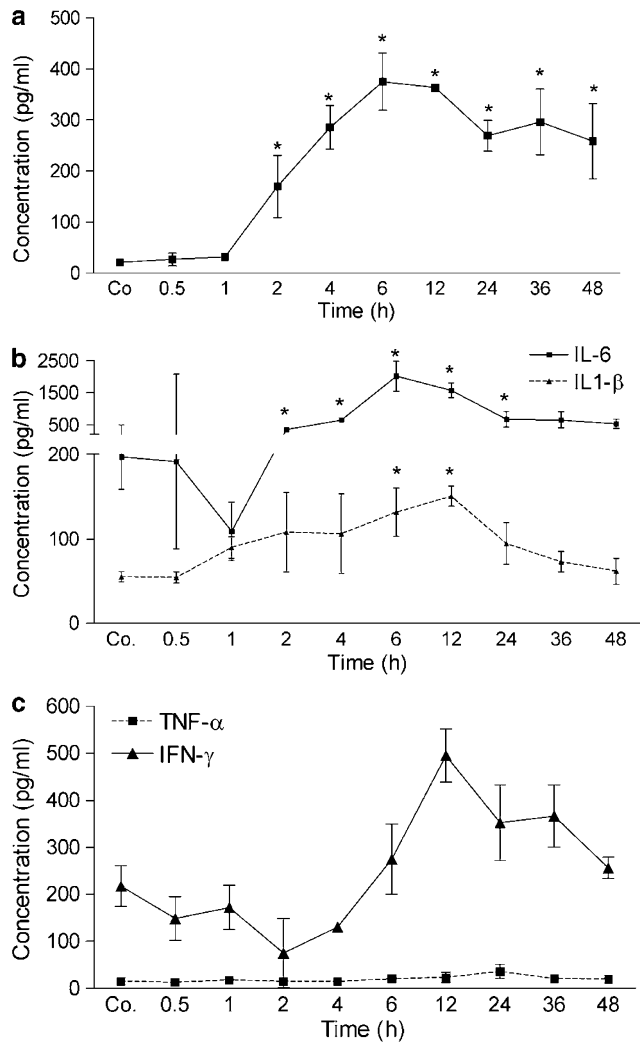 a
Concentration (pg/ml)
500
400
300
200
100
0
* * * * * * *
Co. 0.5 1 2 4 6 12 24 36 48
Time (h)
b
Concentration (pg/ml)
2500
1500
500
200
100
0
IL-6
IL1-β
* * * * *
* *
Co. 0.5 1 2 4 6 12 24 36 48
Time (h)
c
Concentration (pg/ml)
600
500
400
300
200
100
0
TNF-α
IFN-γ
Co. 0.5 1 2 4 6 12 24 36 48
Time (h)